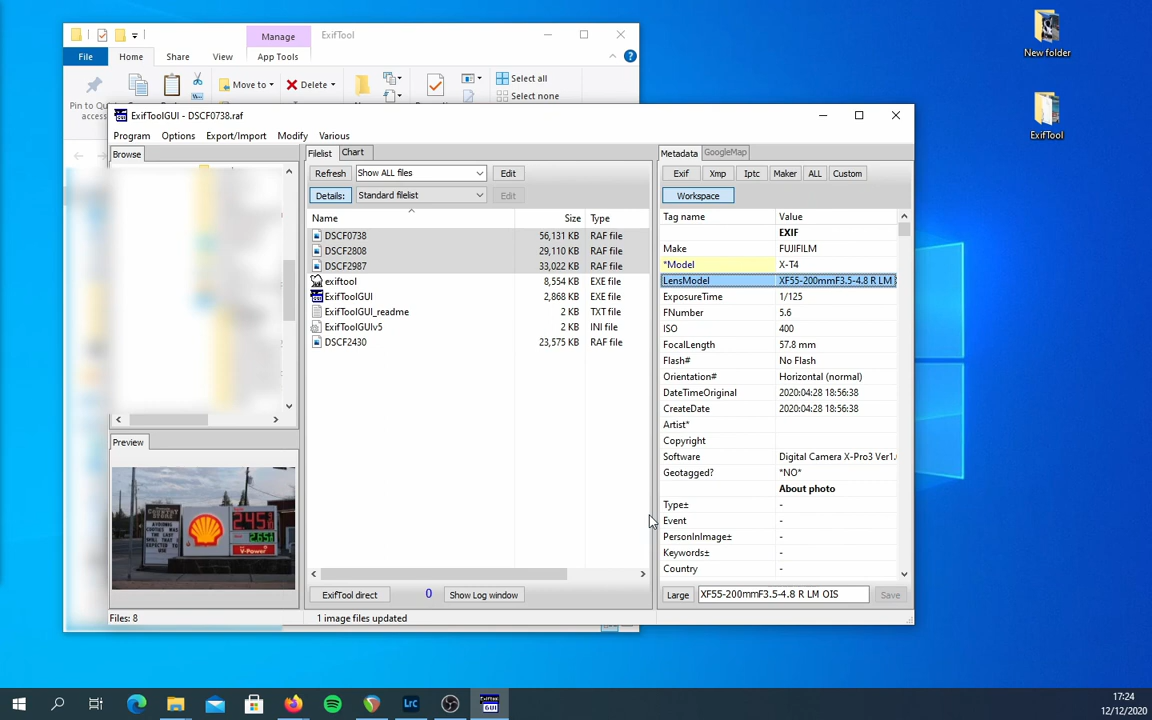 Manage
ExifTool
File
Home
Share
View
App Tools
Pin to Qu
access
Move to
Delete
Select all
Select none
New folder
ExifTool
ExifToolGUI - DSCF0738.raf
Program Options Export/Import Modify Various
Browse
Filelist Chart
Refresh Show ALL files Edit
Details: Standard filelist Edit
Name Size Type
DSCF0738 56,131 KB RAF file
DSCF2808 29,110 KB RAF file
DSCF2987 33,022 KB RAF file
exiftool 8,554 KB EXE file
ExifToolGUI 2,868 KB EXE file
ExifToolGUI_readme 2 KB TXT file
ExifToolGUIv5 2 KB INI file
DSCF2430 23,575 KB RAF file
Metadata GoogleMap
Exif Xmp Iptc Maker ALL Custom
Workspace
Tag name Value
EXIF
Make FUJIFILM
*Model X-T4
LensModel XF55-200mmF3.5-4.8 R LM
ExposureTime 1/125
FNumber 5.6
ISO 400
FocalLength 57.8 mm
Flash# No Flash
Orientation# Horizontal (normal)
DateTimeOriginal 2020:04:28 18:56:38
CreateDate 2020:04:28 18:56:38
Artist*
Copyright
Software Digital Camera X-Pro3 Ver1.
Geotagged? *NO*
About photo
Type± -
Event -
PersonInImage± -
Keywords± -
Country -
Preview
COUNTRY
STORE
2.45
2.65
V-Power
ExifTool direct 0 Show Log window
Large XF55-200mmF3.5-4.8 R LM OIS Save
Files: 8 1 image files updated
Lrc
ExifTool
GUI
17:24
12/12/2020